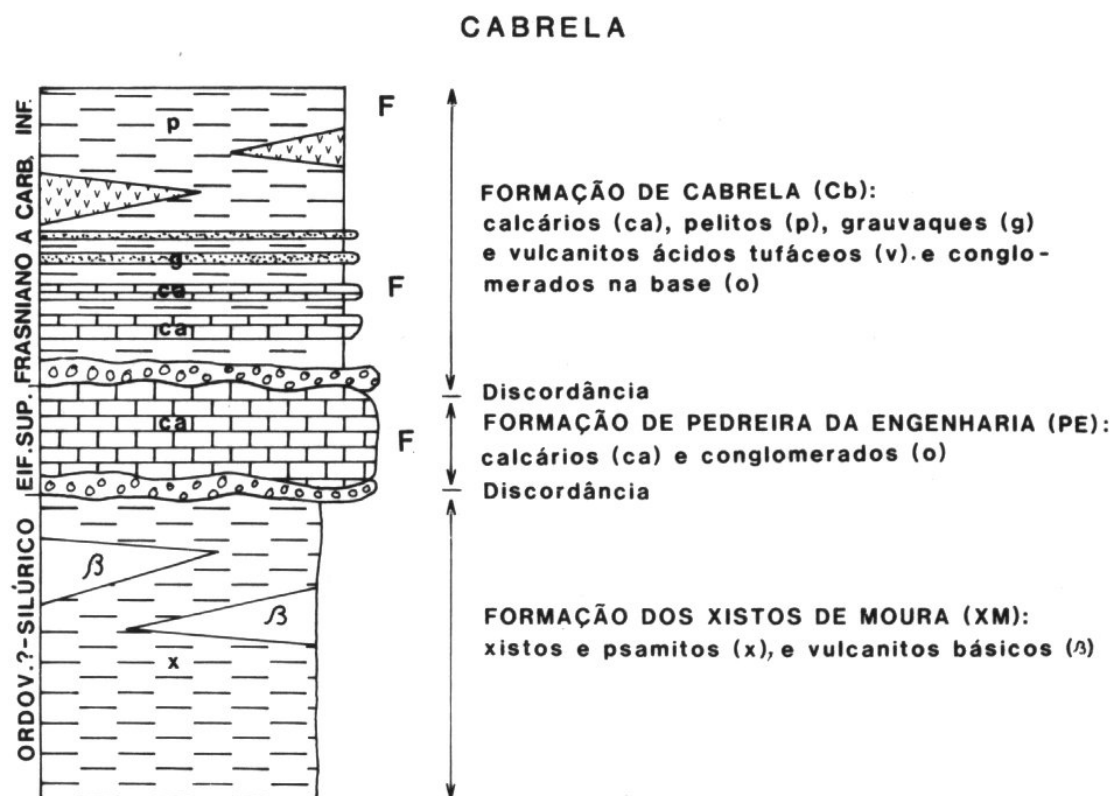 CABRELA
FRASNIANO A CARB. INF.
EIF. SUP.
ORDOV.?-SILÚRICO
p
F
g
ca
F
ca
ca
F
β
β
x
FORMAÇÃO DE CABRELA (Cb):
calcários (ca), pelitos (p), grauvaques (g)
e vulcanitos ácidos tufáceos (v). e conglo-
merados na base (o)
Discordância
FORMAÇÃO DE PEDREIRA DA ENGENHARIA (PE):
calcários (ca) e conglomerados (o)
Discordância
FORMAÇÃO DOS XISTOS DE MOURA (XM):
xistos e psamitos (x), e vulcanitos básicos (β)